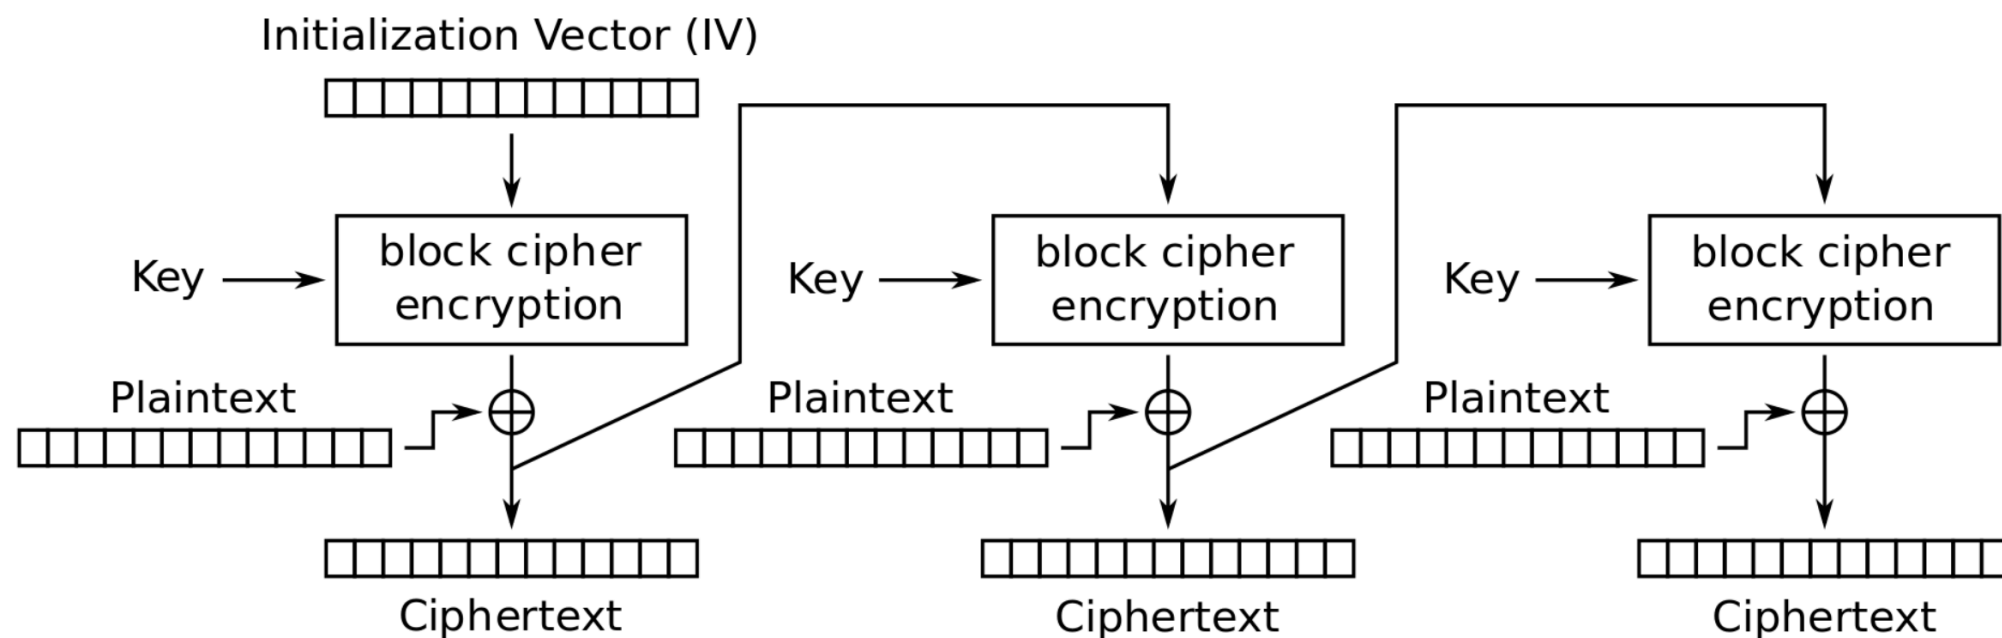 Initialization Vector (IV)
Key
block cipher
encryption
Key
block cipher
encryption
Key
block cipher
encryption
Plaintext
Plaintext
Plaintext
Ciphertext
Ciphertext
Ciphertext